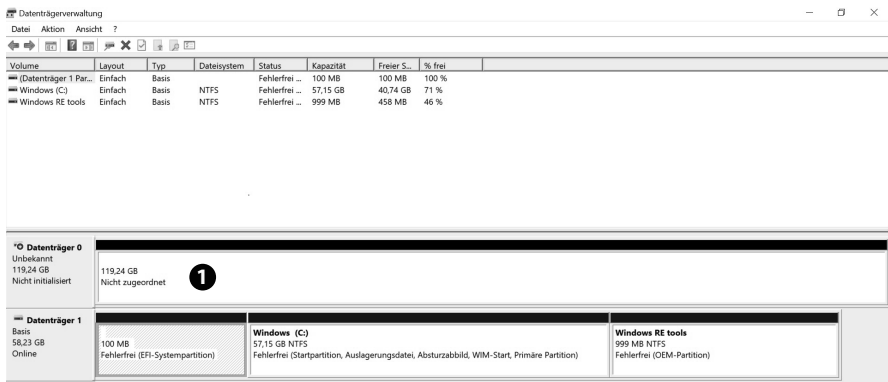 Datenträgerverwaltung
Datei Aktion Ansicht ?
Volume Layout Typ Dateisystem Status Kapazität Freier S... % frei
(Datenträger 1 Par... Einfach Basis Fehlerfrei ... 100 MB 100 MB 100 %
Windows (C:) Einfach Basis NTFS Fehlerfrei ... 57,15 GB 40,74 GB 71 %
Windows RE tools Einfach Basis NTFS Fehlerfrei ... 999 MB 458 MB 46 %
Datenträger 0
Unbekannt
119,24 GB
Nicht initialisiert
119,24 GB
Nicht zugeordnet
1
Datenträger 1
Basis
58,23 GB
Online
100 MB
Fehlerfrei (EFI-Systempartition)
Windows (C:)
57,15 GB NTFS
Fehlerfrei (Startpartition, Auslagerungsdatei, Absturzabbild, WIM-Start, Primäre Partition)
Windows RE tools
999 MB NTFS
Fehlerfrei (OEM-Partition)